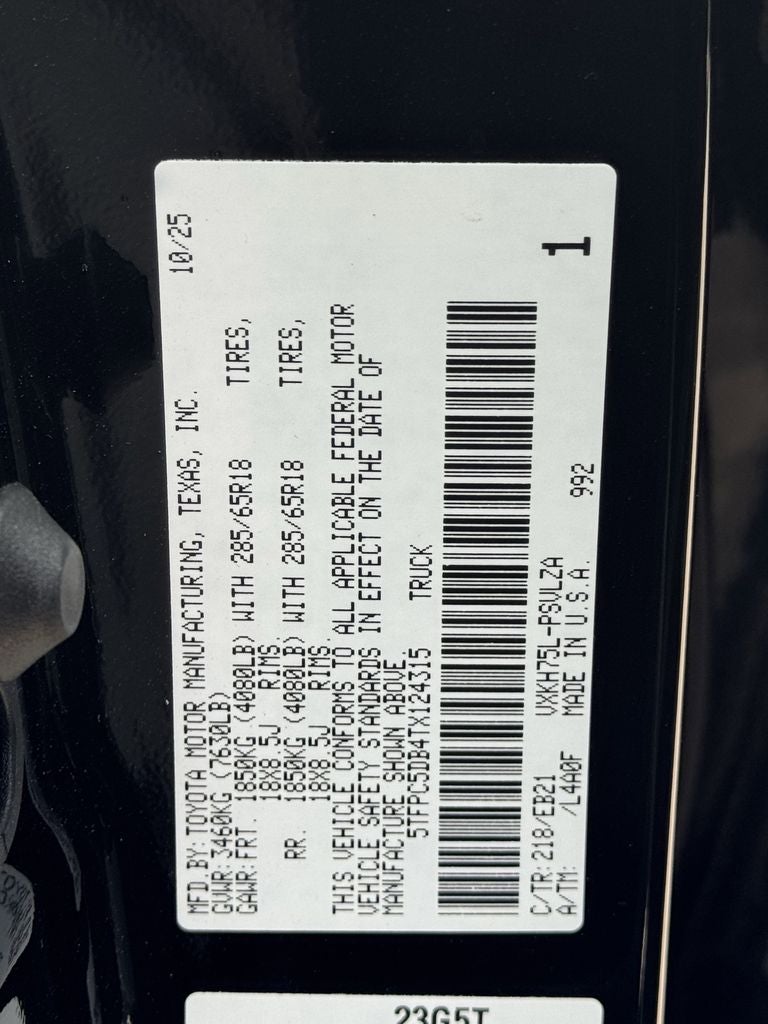 MFD.BY:TOYOTA MOTOR MANUFACTURING, TEXAS, INC. 10/25
GVWR:3460KG (7630LB)
GAWR:FRT. 1850KG (4080LB) WITH 285/65R18 TIRES,
18X8.5J RIMS.
RR. 1850KG (4080LB) WITH 285/65R18 TIRES,
18X8.5J RIMS.
THIS VEHICLE CONFORMS TO ALL APPLICABLE FEDERAL MOTOR
VEHICLE SAFETY STANDARDS IN EFFECT ON THE DATE OF
MANUFACTURE SHOWN ABOVE.
5TFPC5DB4TX124315 TRUCK
C/TR:218/EB21 VXKH75L-PSVLZA
A/TM: /L4A0F MADE IN U.S.A. 992
1
23G5T